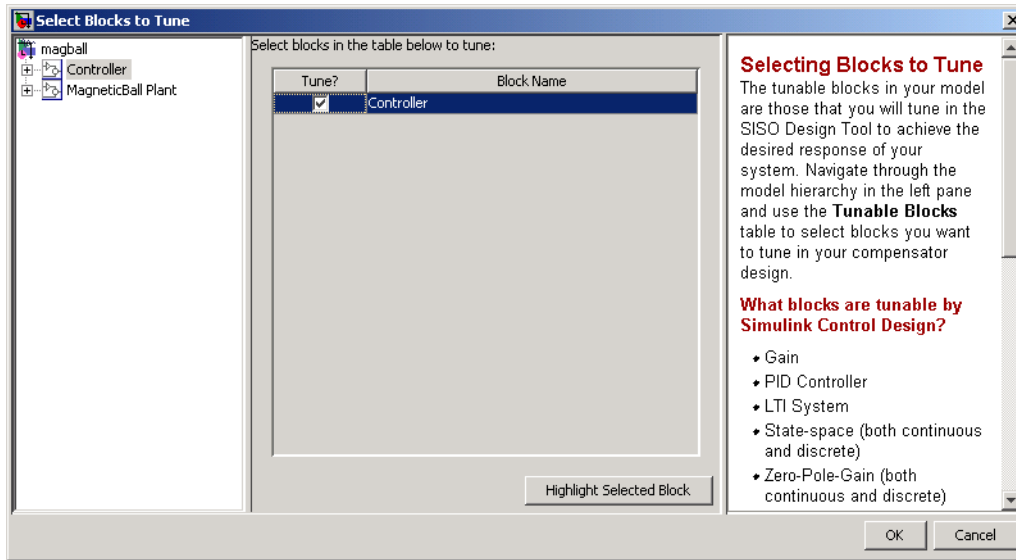 Select Blocks to Tune
magball
Controller
MagneticBall Plant
Select blocks in the table below to tune:
Tune?
Block Name
Controller
Highlight Selected Block
Selecting Blocks to Tune
The tunable blocks in your model
are those that you will tune in the
SISO Design Tool to achieve the
desired response of your
system. Navigate through the
model hierarchy in the left pane
and use the Tunable Blocks
table to select blocks you want
to tune in your compensator
design.
What blocks are tunable by
Simulink Control Design?
• Gain
• PID Controller
• LTI System
• State-space (both continuous
and discrete)
• Zero-Pole-Gain (both
continuous and discrete)
OK
Cancel